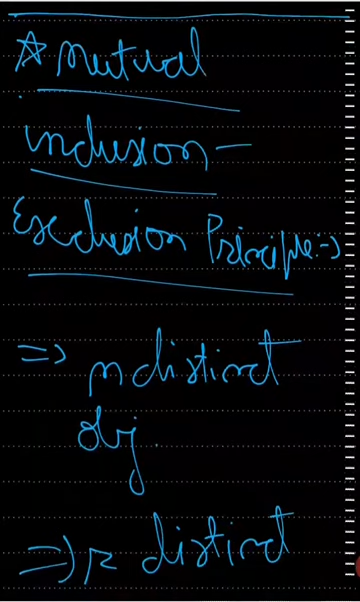 * Mutual
inclusion -
Exclusion Principle :->
=> n distinct
obj.
=> r distinct